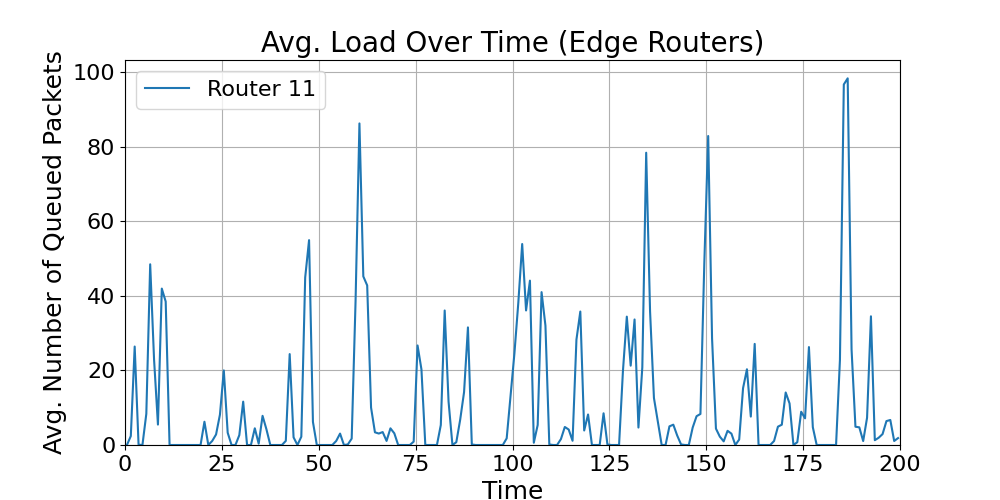 Avg. Load Over Time (Edge Routers)
Avg. Number of Queued Packets
100
80
60
40
20
0
Router 11
0 25 50 75 100 125 150 175 200
Time